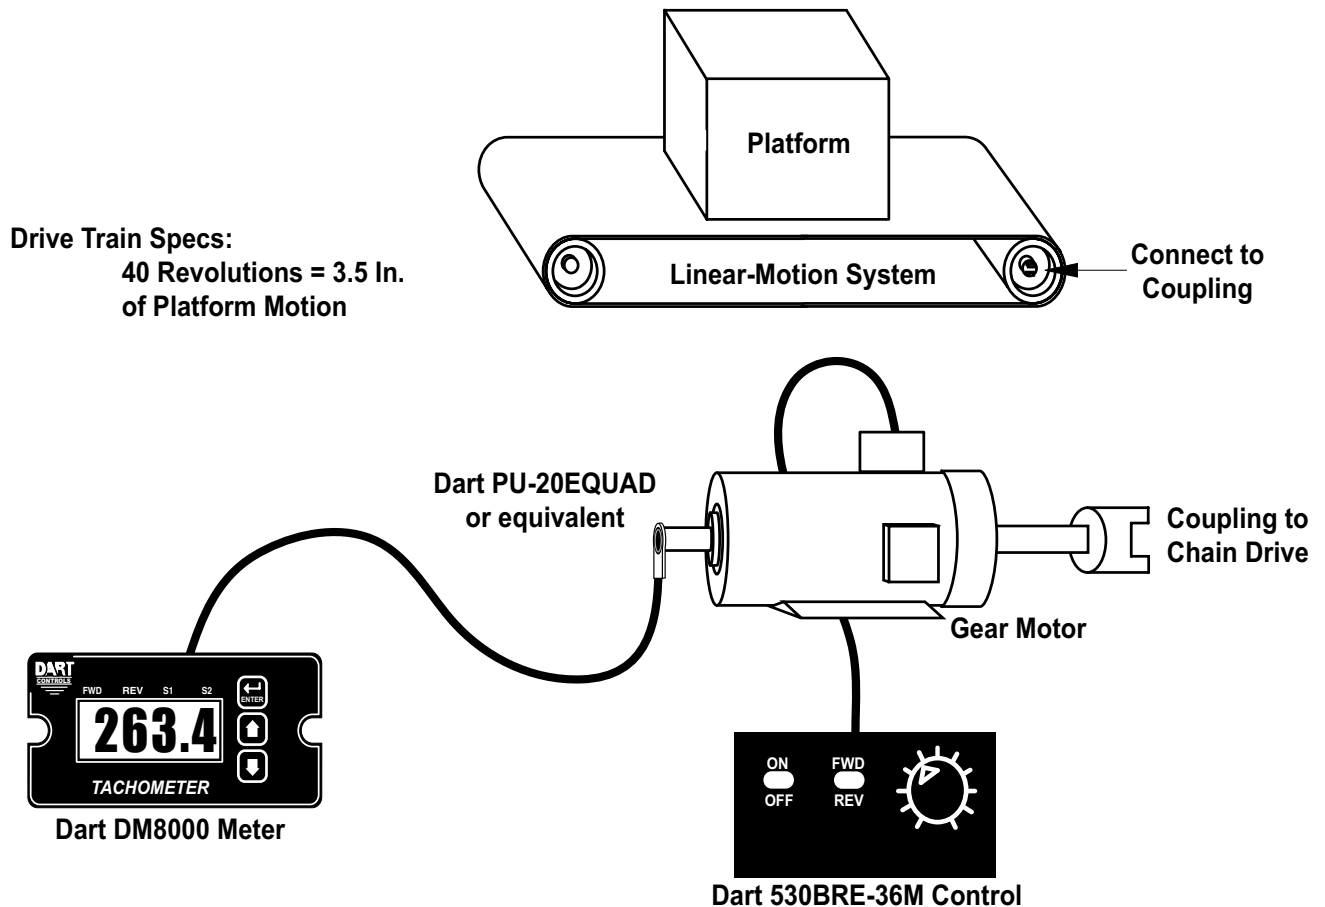 Platform
Drive Train Specs:
40 Revolutions = 3.5 In.
of Platform Motion
Linear-Motion System
Connect to
Coupling
Dart PU-20EQUAD
or equivalent
Coupling to
Chain Drive
Gear Motor
DART
CONTROLS
FWD REV S1 S2
ENTER
263.4
TACHOMETER
Dart DM8000 Meter
ON FWD
OFF REV
Dart 530BRE-36M Control